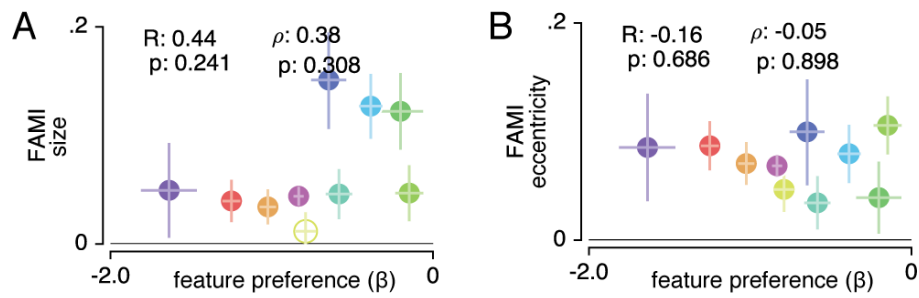 A
.2
R: 0.44
p: 0.241
ρ: 0.38
p: 0.308
FAMI
size
0
-2.0
0
feature preference (β)
B
.2
R: -0.16
p: 0.686
ρ: -0.05
p: 0.898
FAMI
eccentricity
0
-2.0
0
feature preference (β)